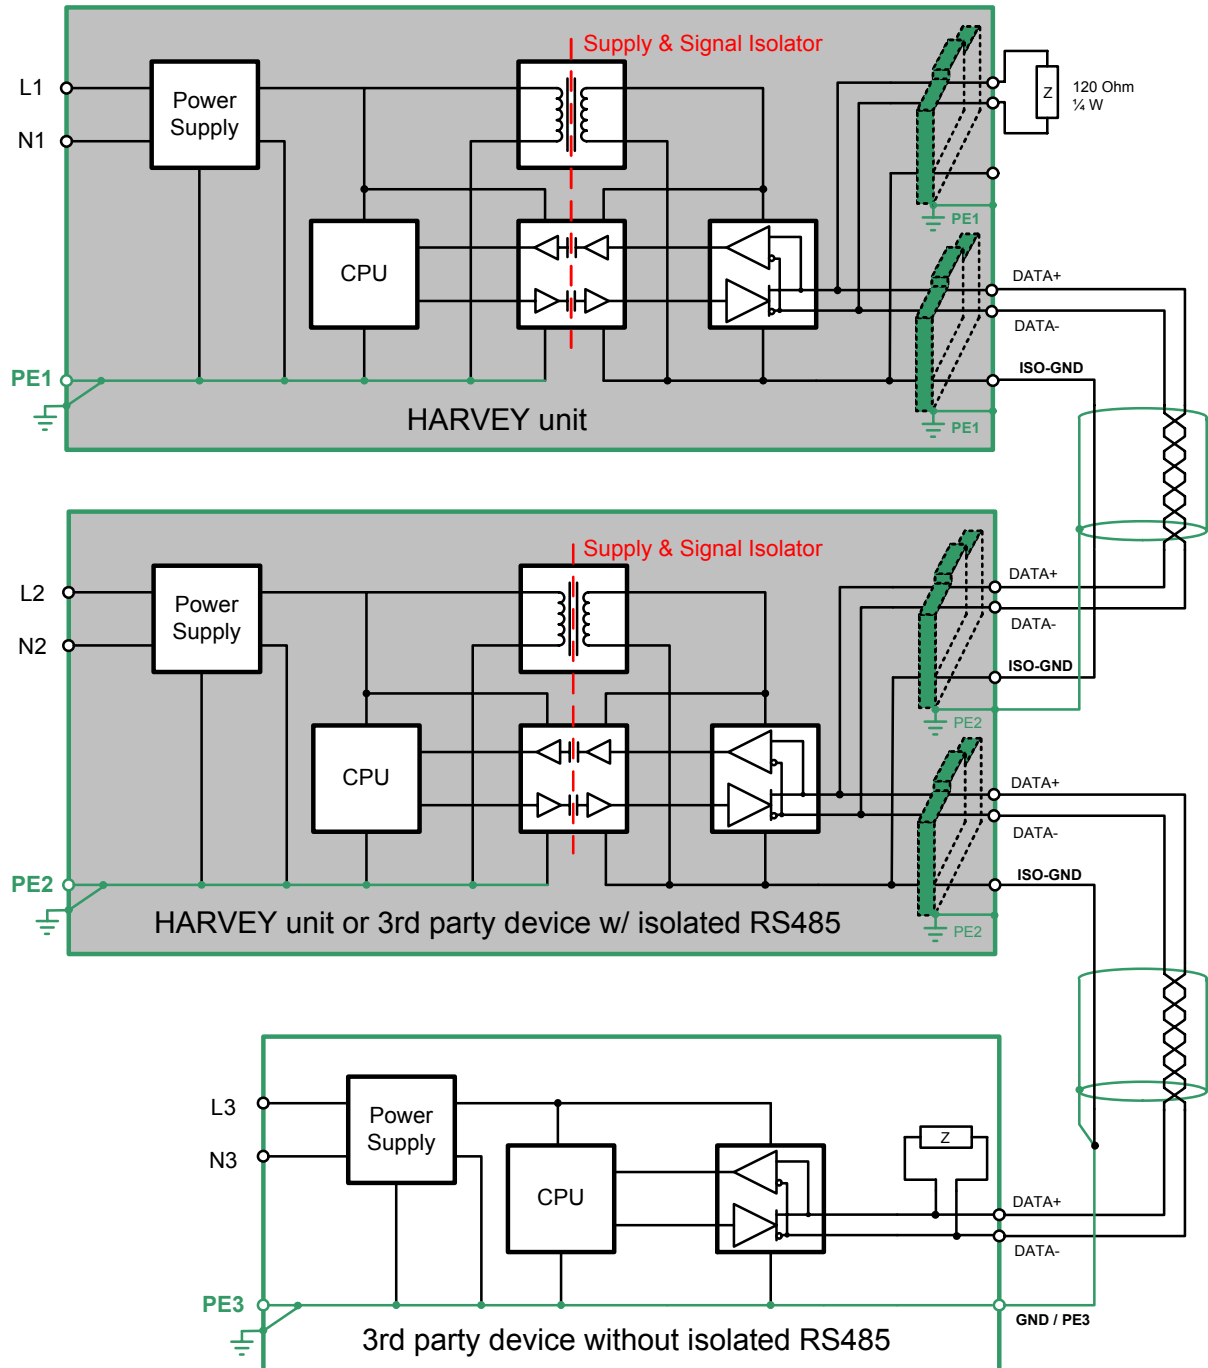 Supply & Signal Isolator
L1
Power
Supply
N1
Z
120 Ohm
¼ W
PE1
CPU
DATA+
DATA-
PE1
ISO-GND
HARVEY unit
PE1
Supply & Signal Isolator
L2
Power
Supply
N2
DATA+
DATA-
ISO-GND
PE2
CPU
DATA+
DATA-
PE2
ISO-GND
HARVEY unit or 3rd party device w/ isolated RS485
PE2
L3
Power
Supply
N3
Z
CPU
DATA+
DATA-
PE3
GND / PE3
3rd party device without isolated RS485